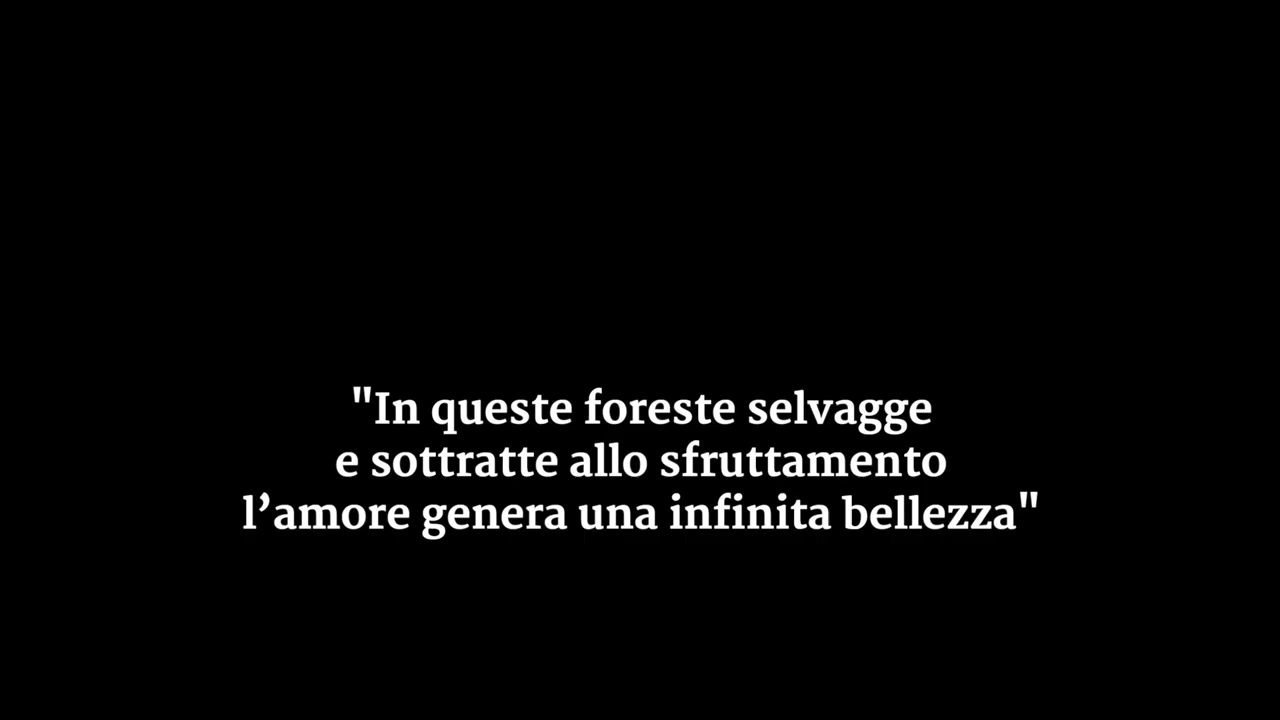 "In queste foreste selvagge
e sottratte allo sfruttamento
l’amore genera una infinita bellezza"